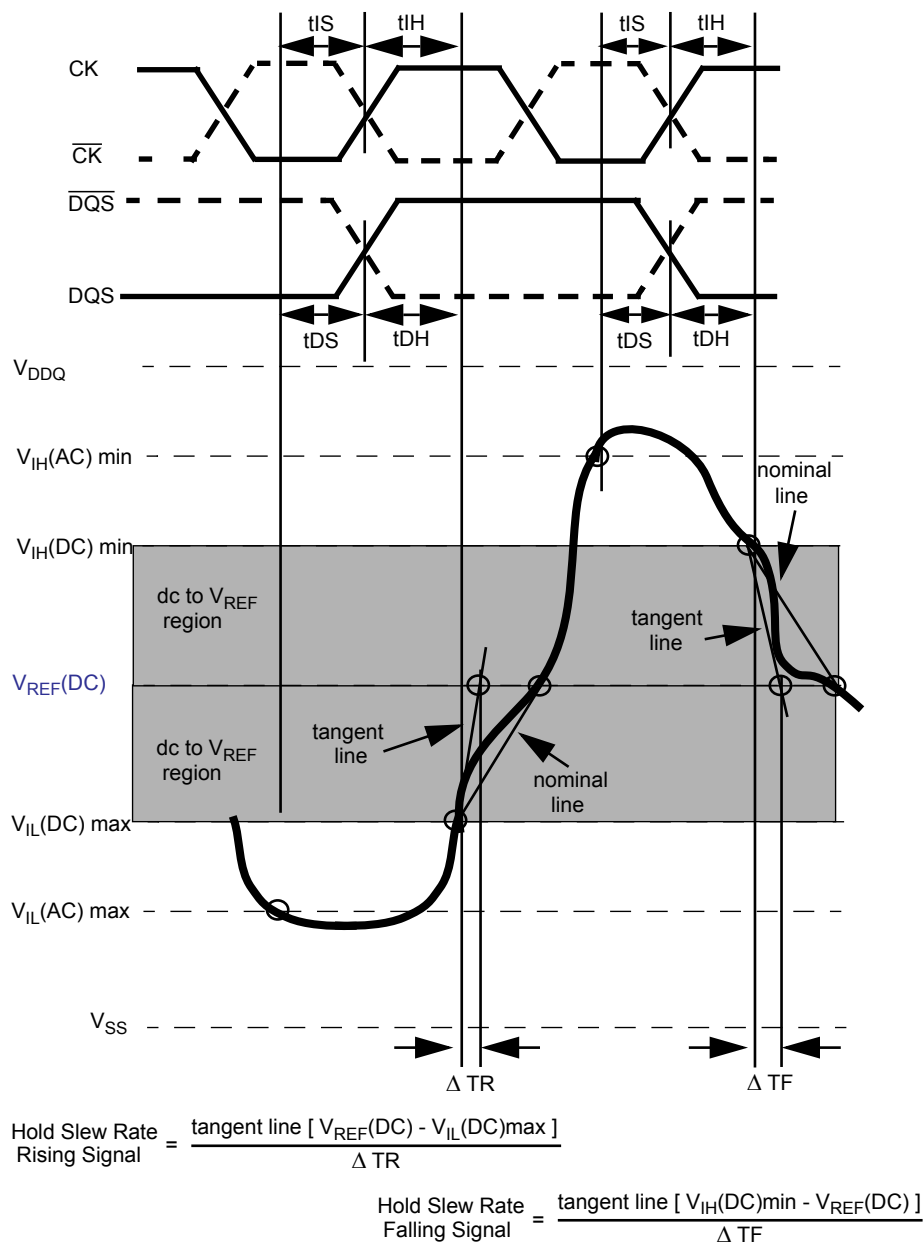 tIS tIH tIS tIH
CK
C̅K̅
D̅Q̅S̅
DQS
tDS tDH tDS tDH
VDDQ
VIH(AC) min
nominal
line
VIH(DC) min
dc to VREF
region
tangent
line
VREF(DC)
tangent
line
dc to VREF
region
nominal
line
VIL(DC) max
VIL(AC) max
VSS
Δ TR Δ TF
Hold Slew Rate
Rising Signal = tangent line [ VREF(DC) - VIL(DC)max ]
Δ TR
Hold Slew Rate
Falling Signal = tangent line [ VIH(DC)min - VREF(DC) ]
Δ TF